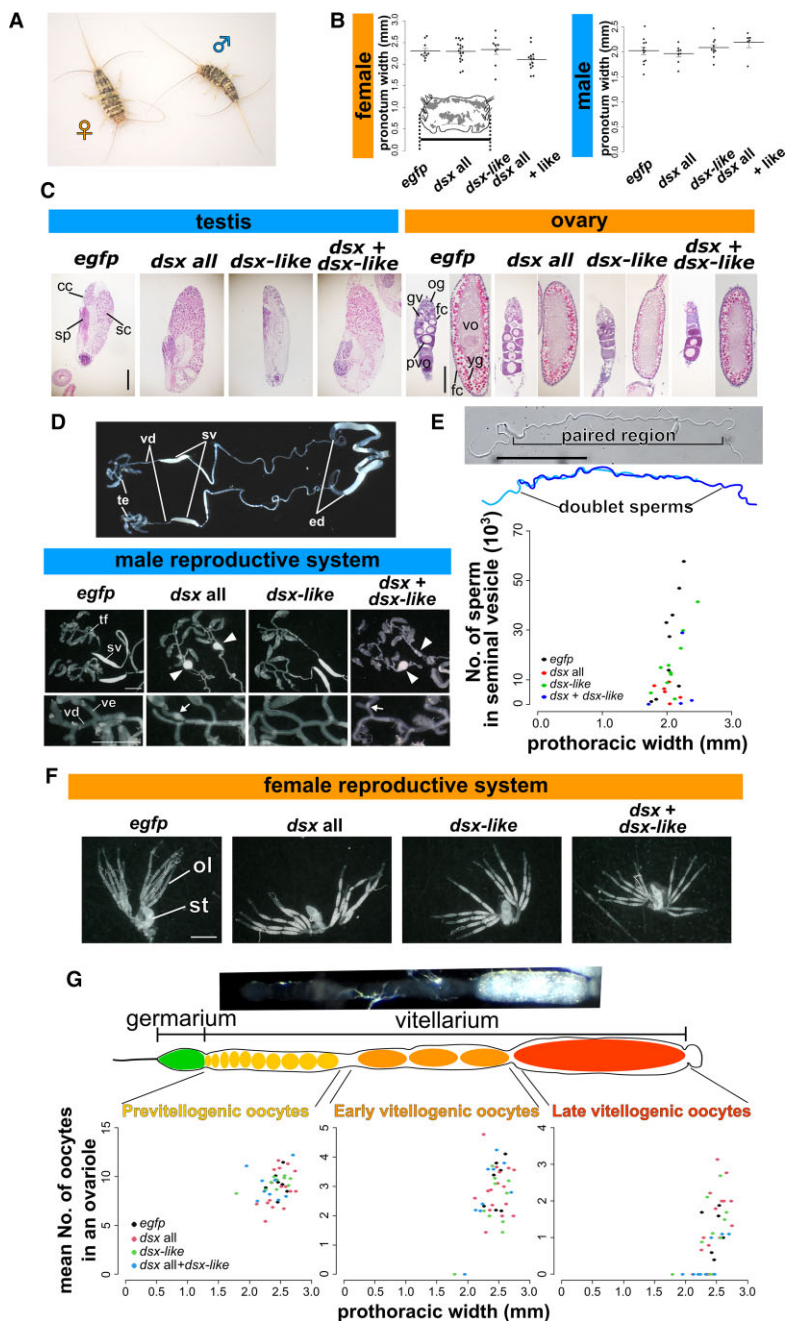 A
♂
♀
B
female
pronotum width (mm)
0.0 0.5 1.0 1.5 2.0 2.5 3.0
egfp
dsx all
dsx-like
dsx all + like
male
pronotum width (mm)
0.0 0.5 1.0 1.5 2.0 2.5
egfp
dsx all
dsx-like
dsx all + like
C
testis
ovary
egfp
dsx all
dsx-like
dsx +
dsx-like
egfp
dsx all
dsx-like
dsx +
dsx-like
cc
sp
sc
gv
og
fc
vo
pvo
yg
fc
D
vd
sv
te
ed
male reproductive system
egfp
dsx all
dsx-like
dsx +
dsx-like
tf
sv
ve
vd
E
paired region
doublet sperms
No. of sperm
in seminal vesicle (10³)
0 10 30 50 70
egfp
dsx all
dsx-like
dsx + dsx-like
0.0 1.0 2.0 3.0
prothoracic width (mm)
F
female reproductive system
egfp
dsx all
dsx-like
dsx +
dsx-like
ol
st
G
germarium
vitellarium
Previtellogenic oocytes
Early vitellogenic oocytes
Late vitellogenic oocytes
mean No. of oocytes
in an ovariole
0 5 10 15
egfp
dsx all
dsx-like
dsx all+dsx-like
0.0 0.5 1.0 1.5 2.0 2.5 3.0
0 1 2 3 4 5
0.0 0.5 1.0 1.5 2.0 2.5 3.0
0 1 2 3 4
0.0 0.5 1.0 1.5 2.0 2.5 3.0
prothoracic width (mm)